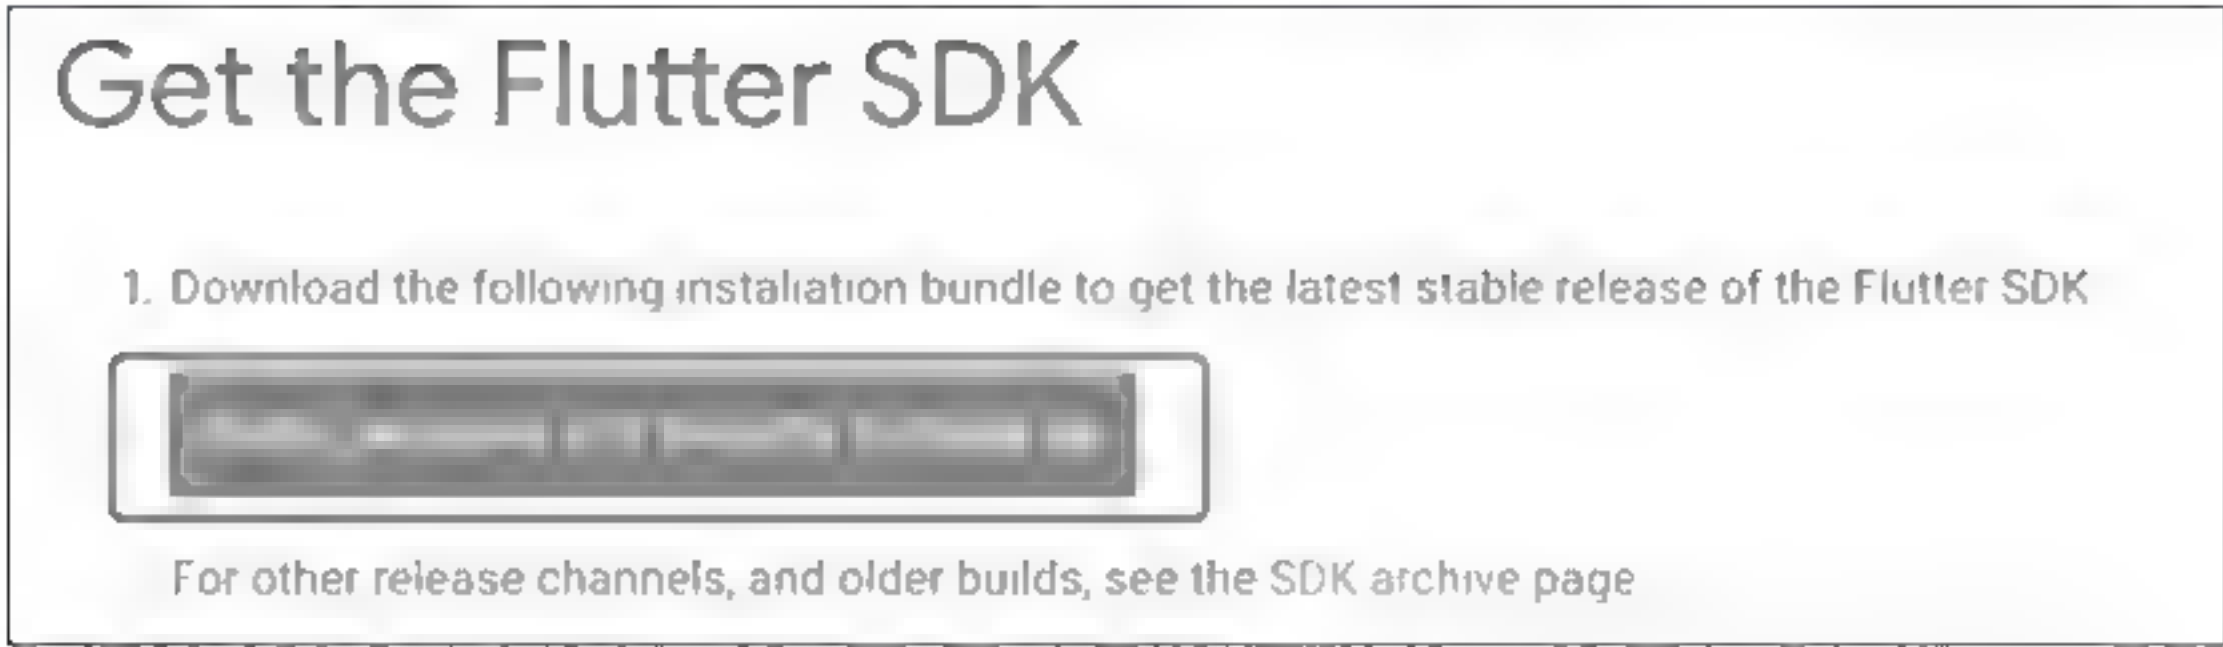 Get the Flutter SDK
1. Download the following installation bundle to get the latest stable release of the Flutter SDK
For other release channels, and older builds, see the SDK archive page